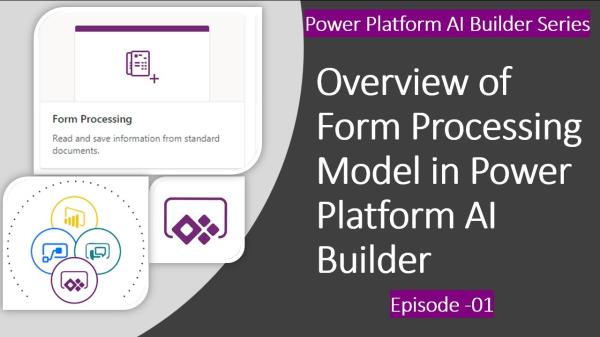 Power Platform AI Builder Series
Form Processing
Read and save information from standard
documents.
Overview of
Form Processing
Model in Power
Platform AI
Builder
Episode -01